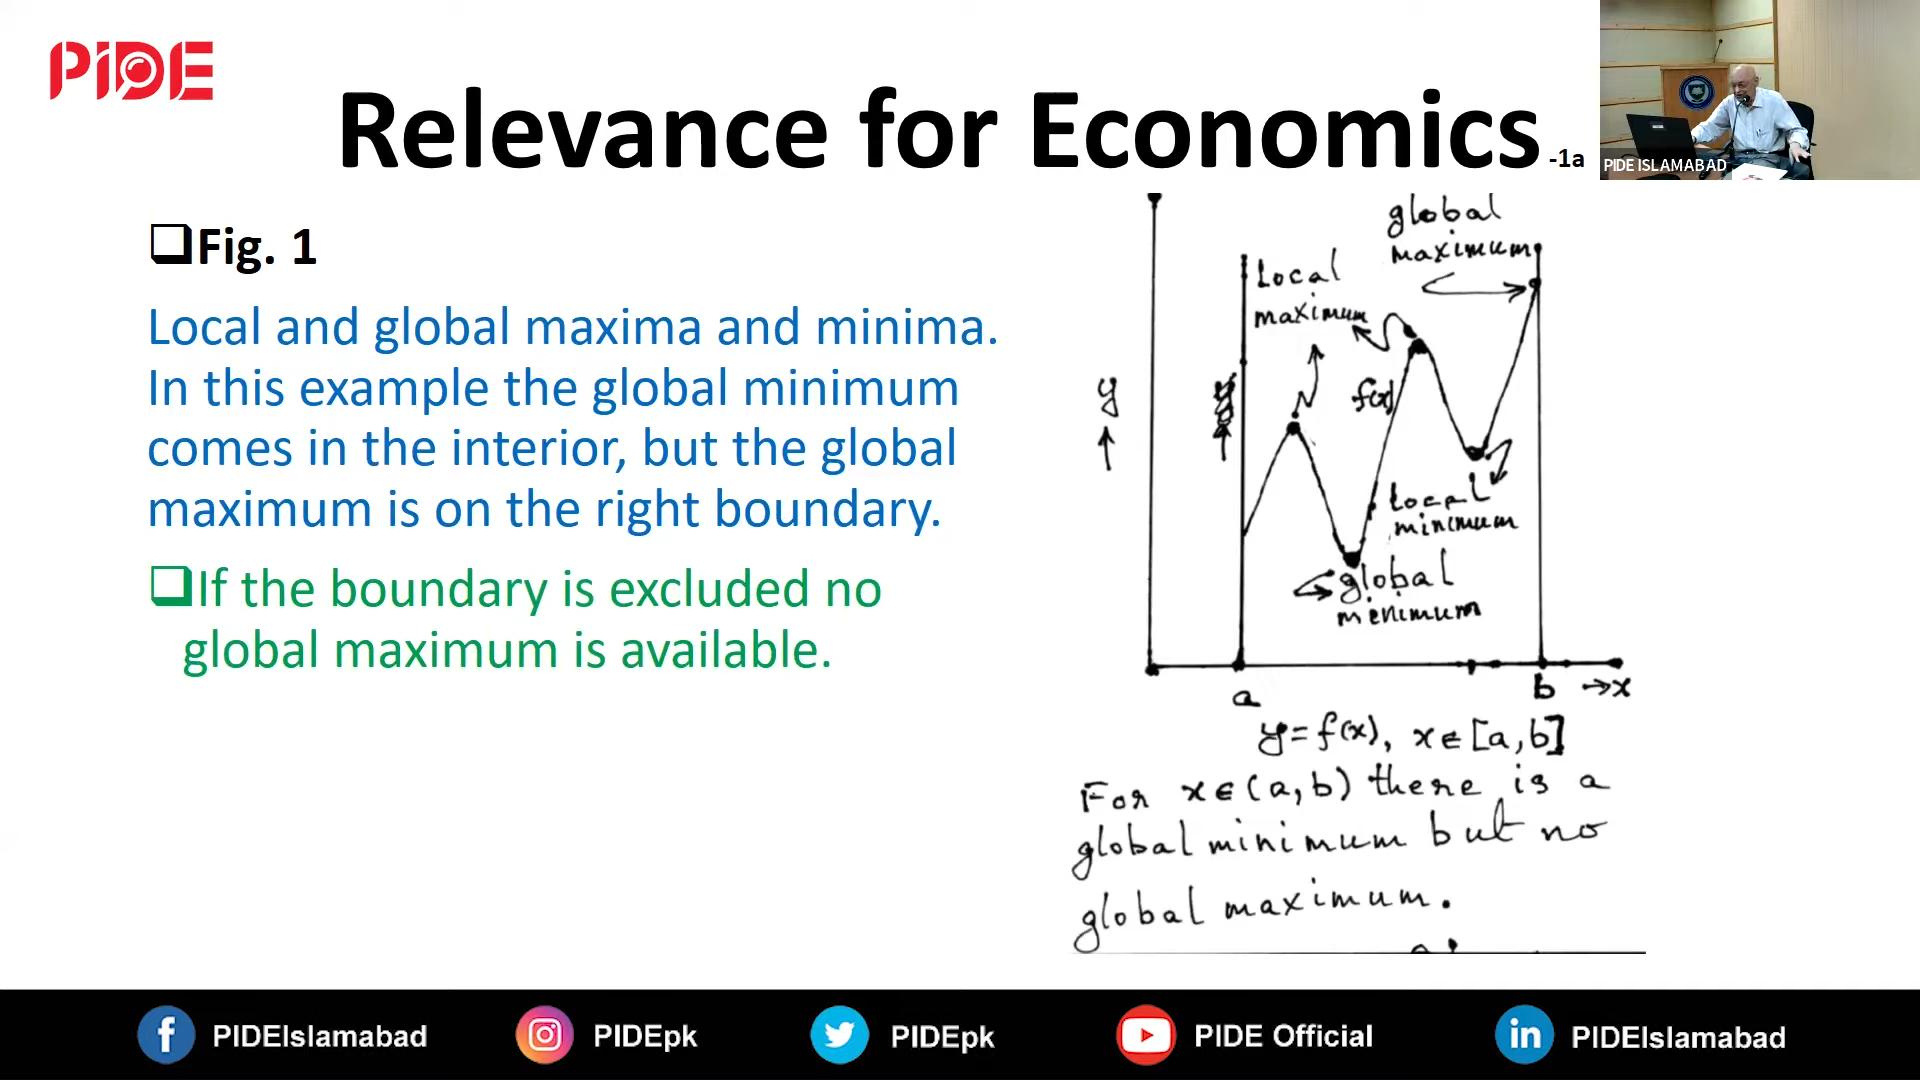 PIDE
Relevance for Economics -1a
PIDE ISLAMABAD
Fig. 1
Local and global maxima and minima.
In this example the global minimum
comes in the interior, but the global
maximum is on the right boundary.
If the boundary is excluded no
global maximum is available.
global
maximum
Local
maximum
y
f(x)
Local
minimum
global
menimum
a
b → x
y = f(x), x ∈ [a, b]
For x ∈ (a, b) there is a
global minimum but no
global maximum.
PIDEIslamabad
PIDEpk
PIDEpk
PIDE Official
PIDEIslamabad